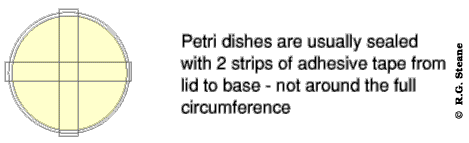 Petri dishes are usually sealed
with 2 strips of adhesive tape from
lid to base - not around the full
circumference
© R.G. Steane